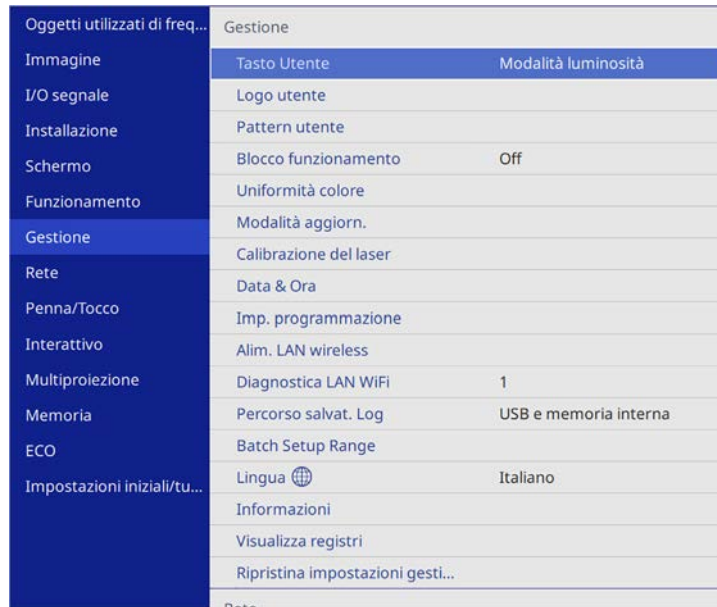 Oggetti utilizzati di freq...
Immagine
I/O segnale
Installazione
Schermo
Funzionamento
Gestione
Rete
Penna/Tocco
Interattivo
Multiproiezione
Memoria
ECO
Impostazioni iniziali/tu...
Gestione
Tasto Utente Modalità luminosità
Logo utente
Pattern utente
Blocco funzionamento Off
Uniformità colore
Modalità aggiorn.
Calibrazione del laser
Data & Ora
Imp. programmazione
Alim. LAN wireless
Diagnostica LAN WiFi 1
Percorso salvat. Log USB e memoria interna
Batch Setup Range
Lingua Italiano
Informazioni
Visualizza registri
Ripristina impostazioni gesti...